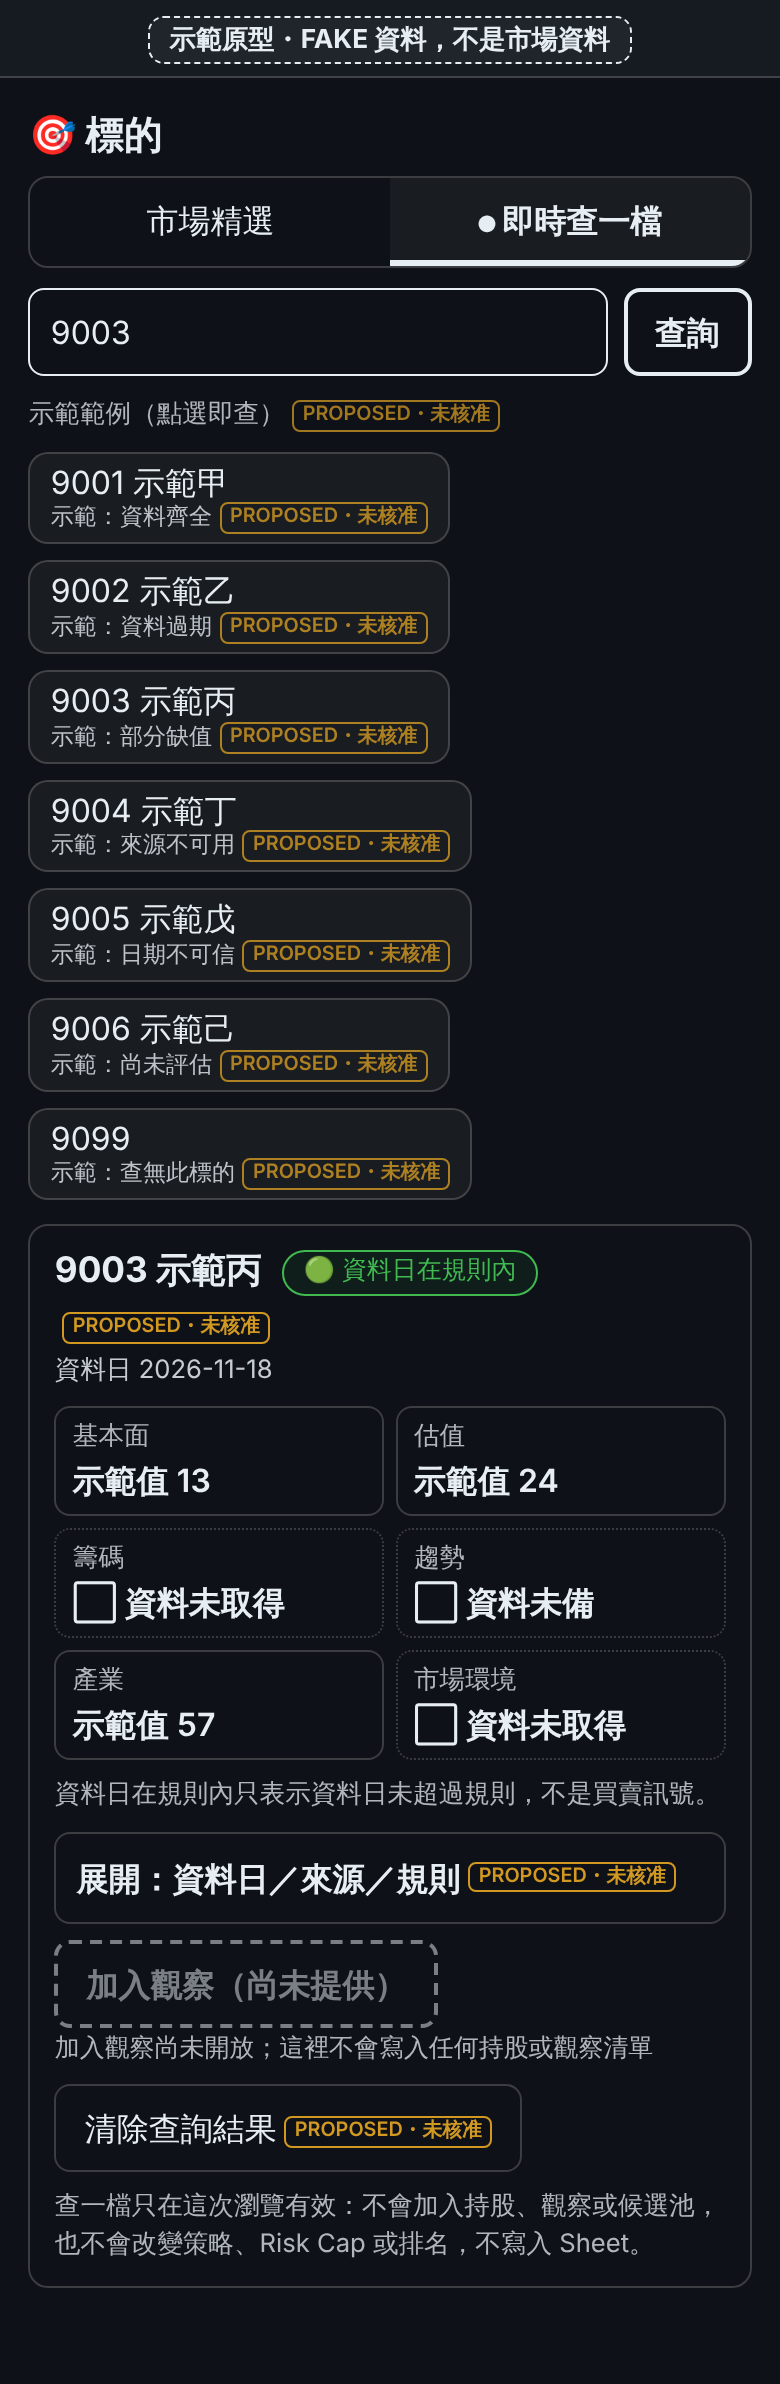 示範原型・FAKE 資料，不是市場資料
🎯 標的
市場精選
●即時查一檔
9003
查詢
示範範例（點選即查） PROPOSED・未核准
9001 示範甲
示範：資料齊全 PROPOSED・未核准
9002 示範乙
示範：資料過期 PROPOSED・未核准
9003 示範丙
示範：部分缺值 PROPOSED・未核准
9004 示範丁
示範：來源不可用 PROPOSED・未核准
9005 示範戊
示範：日期不可信 PROPOSED・未核准
9006 示範己
示範：尚未評估 PROPOSED・未核准
9099
示範：查無此標的 PROPOSED・未核准
9003 示範丙 🟢 資料日在規則內
PROPOSED・未核准
資料日 2026-11-18
基本面
示範值 13
估值
示範值 24
籌碼
⬜ 資料未取得
趨勢
⬜ 資料未備
產業
示範值 57
市場環境
⬜ 資料未取得
資料日在規則內只表示資料日未超過規則，不是買賣訊號。
展開：資料日／來源／規則 PROPOSED・未核准
加入觀察（尚未提供）
加入觀察尚未開放；這裡不會寫入任何持股或觀察清單
清除查詢結果 PROPOSED・未核准
查一檔只在這次瀏覽有效：不會加入持股、觀察或候選池，
也不會改變策略、Risk Cap 或排名，不寫入 Sheet。